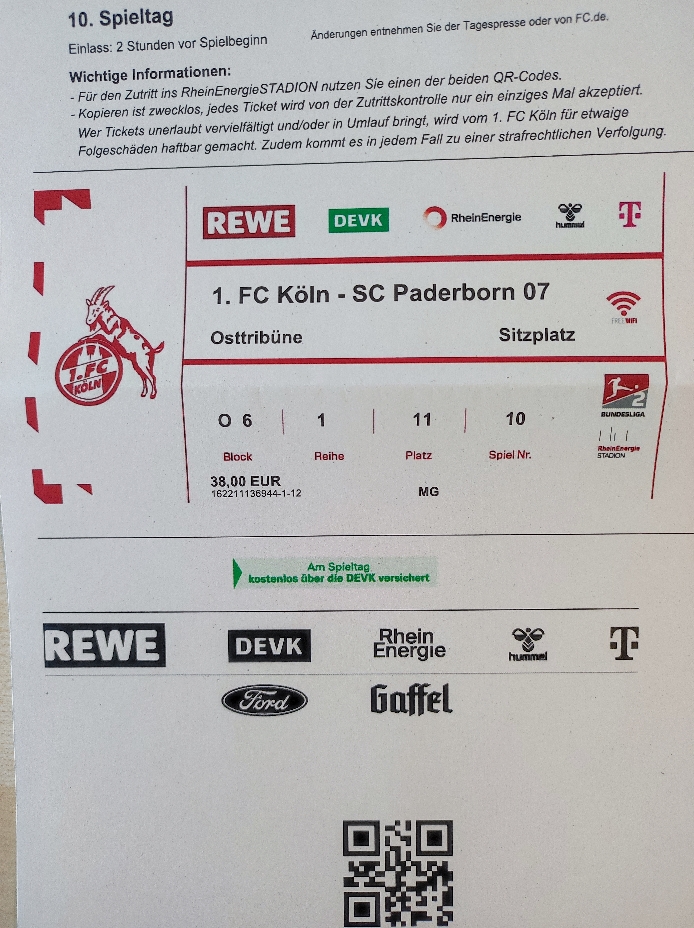 10. Spieltag
Einlass: 2 Stunden vor Spielbeginn
Änderungen entnehmen Sie der Tagespresse oder von FC.de.
Wichtige Informationen:
- Für den Zutritt ins RheinEnergieSTADION nutzen Sie einen der beiden QR-Codes.
- Kopieren ist zwecklos, jedes Ticket wird von der Zutrittskontrolle nur ein einziges Mal akzeptiert.
Wer Tickets unerlaubt vervielfältigt und/oder in Umlauf bringt, wird vom 1. FC Köln für etwaige
Folgeschäden haftbar gemacht. Zudem kommt es in jedem Fall zu einer strafrechtlichen Verfolgung.
REWE DEVK RheinEnergie hummel T
1. FC Köln - SC Paderborn 07
FREE WiFi
Osttribüne Sitzplatz
1.FC
KÖLN
2
BUNDESLIGA
O 6 1 11 10
RheinEnergie
STADION
Block Reihe Platz Spiel Nr.
38,00 EUR
162211136944-1-12
MG
Am Spieltag
kostenlos über die DEVK versichert
REWE DEVK Rhein Energie hummel T
Ford Gaffel